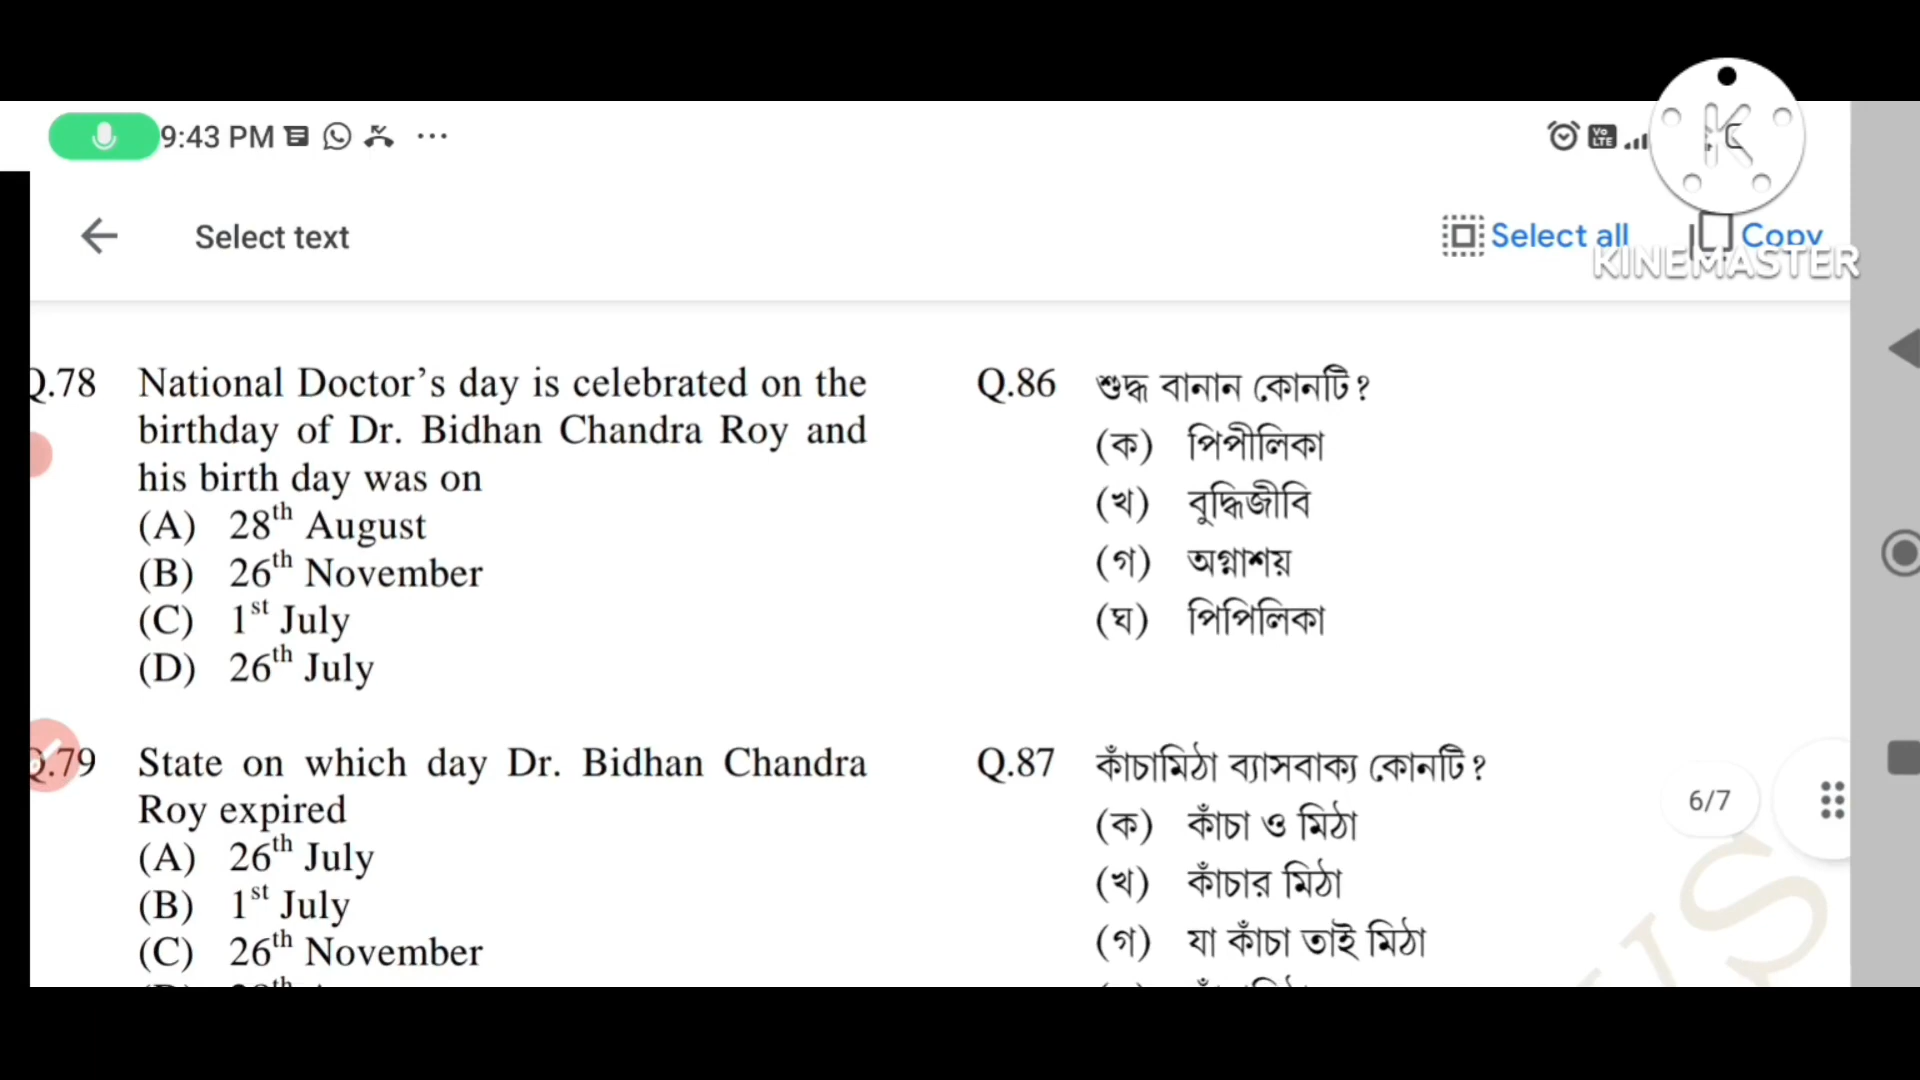 9:43 PM
Vo LTE
Select text
Select all
Copy
KINEMASTER
Q.78 National Doctor’s day is celebrated on the
birthday of Dr. Bidhan Chandra Roy and
his birth day was on
(A) 28th August
(B) 26th November
(C) 1st July
(D) 26th July
Q.79 State on which day Dr. Bidhan Chandra
Roy expired
(A) 26th July
(B) 1st July
(C) 26th November
Q.86 শুদ্ধ বানান কোনটি?
(ক) পিপীলিকা
(খ) বুদ্ধিজীবি
(গ) অগ্নাশয়
(ঘ) পিপিলিকা
Q.87 কাঁচামিঠা ব্যাসবাক্য কোনটি?
(ক) কাঁচা ও মিঠা
(খ) কাঁচার মিঠা
(গ) যা কাঁচা তাই মিঠা
6/7